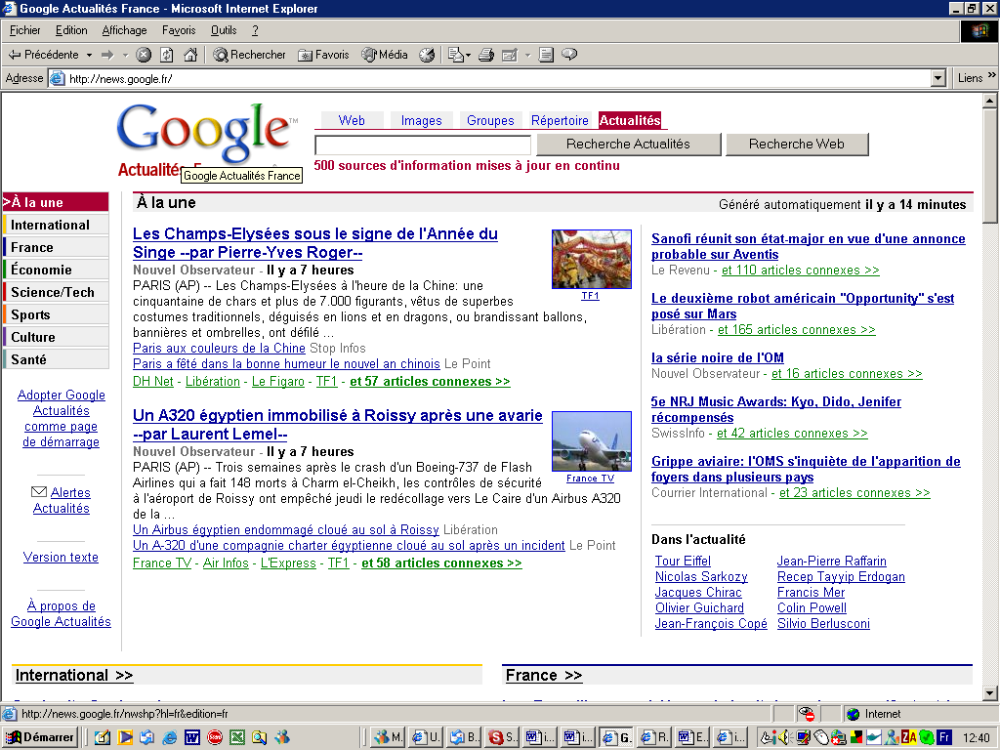 Google Actualités France - Microsoft Internet Explorer
Fichier Edition Affichage Favoris Outils ?
Précédente Rechercher Favoris Média
Adresse http://news.google.fr/ Liens »
Google™
Web Images Groupes Répertoire Actualités
Recherche Actualités Recherche Web
Actualités
500 sources d'information mises à jour en continu
Google Actualités France
>À la une
International
France
Économie
Science/Tech
Sports
Culture
Santé
Adopter Google
Actualités
comme page
de démarrage
Alertes
Actualités
Version texte
À propos de
Google Actualités
À la une
Généré automatiquement il y a 14 minutes
Les Champs-Elysées sous le signe de l'Année du
Singe --par Pierre-Yves Roger--
Nouvel Observateur - Il y a 7 heures
PARIS (AP) -- Les Champs-Elysées à l'heure de la Chine: une
cinquantaine de chars et plus de 7.000 figurants, vêtus de superbes
costumes traditionnels, déguisés en lions et en dragons, ou brandissant ballons,
bannières et ombrelles, ont défilé ...
Paris aux couleurs de la Chine Stop Infos
Paris a fêté dans la bonne humeur le nouvel an chinois Le Point
DH Net - Libération - Le Figaro - TF1 - et 57 articles connexes >>
TF1
Un A320 égyptien immobilisé à Roissy après une avarie
--par Laurent Lemel--
Nouvel Observateur - Il y a 7 heures
PARIS (AP) -- Trois semaines après le crash d'un Boeing-737 de Flash
Airlines qui a fait 148 morts à Charm el-Cheikh, les contrôles de sécurité
à l'aéroport de Roissy ont empêché jeudi le redécollage vers Le Caire d'un Airbus A320
de la ...
Un Airbus égyptien endommagé cloué au sol à Roissy Libération
Un A-320 d'une compagnie charter égyptienne cloué au sol après un incident Le Point
France TV - Air Infos - L'Express - TF1 - et 58 articles connexes >>
France TV
Sanofi réunit son état-major en vue d'une annonce
probable sur Aventis
Le Revenu - et 110 articles connexes >>
Le deuxième robot américain "Opportunity" s'est
posé sur Mars
Libération - et 165 articles connexes >>
la série noire de l'OM
Nouvel Observateur - et 16 articles connexes >>
5e NRJ Music Awards: Kyo, Dido, Jenifer
récompensés
SwissInfo - et 42 articles connexes >>
Grippe aviaire: l'OMS s'inquiète de l'apparition de
foyers dans plusieurs pays
Courrier International - et 23 articles connexes >>
Dans l'actualité
Tour Eiffel Jean-Pierre Raffarin
Nicolas Sarkozy Recep Tayyip Erdogan
Jacques Chirac Francis Mer
Olivier Guichard Colin Powell
Jean-François Copé Silvio Berlusconi
International >>
France >>
http://news.google.fr/nwshp?hl=fr&edition=fr Internet
Démarrer M. U. B. S. i... i... G. R. E... i... Fr 12:40